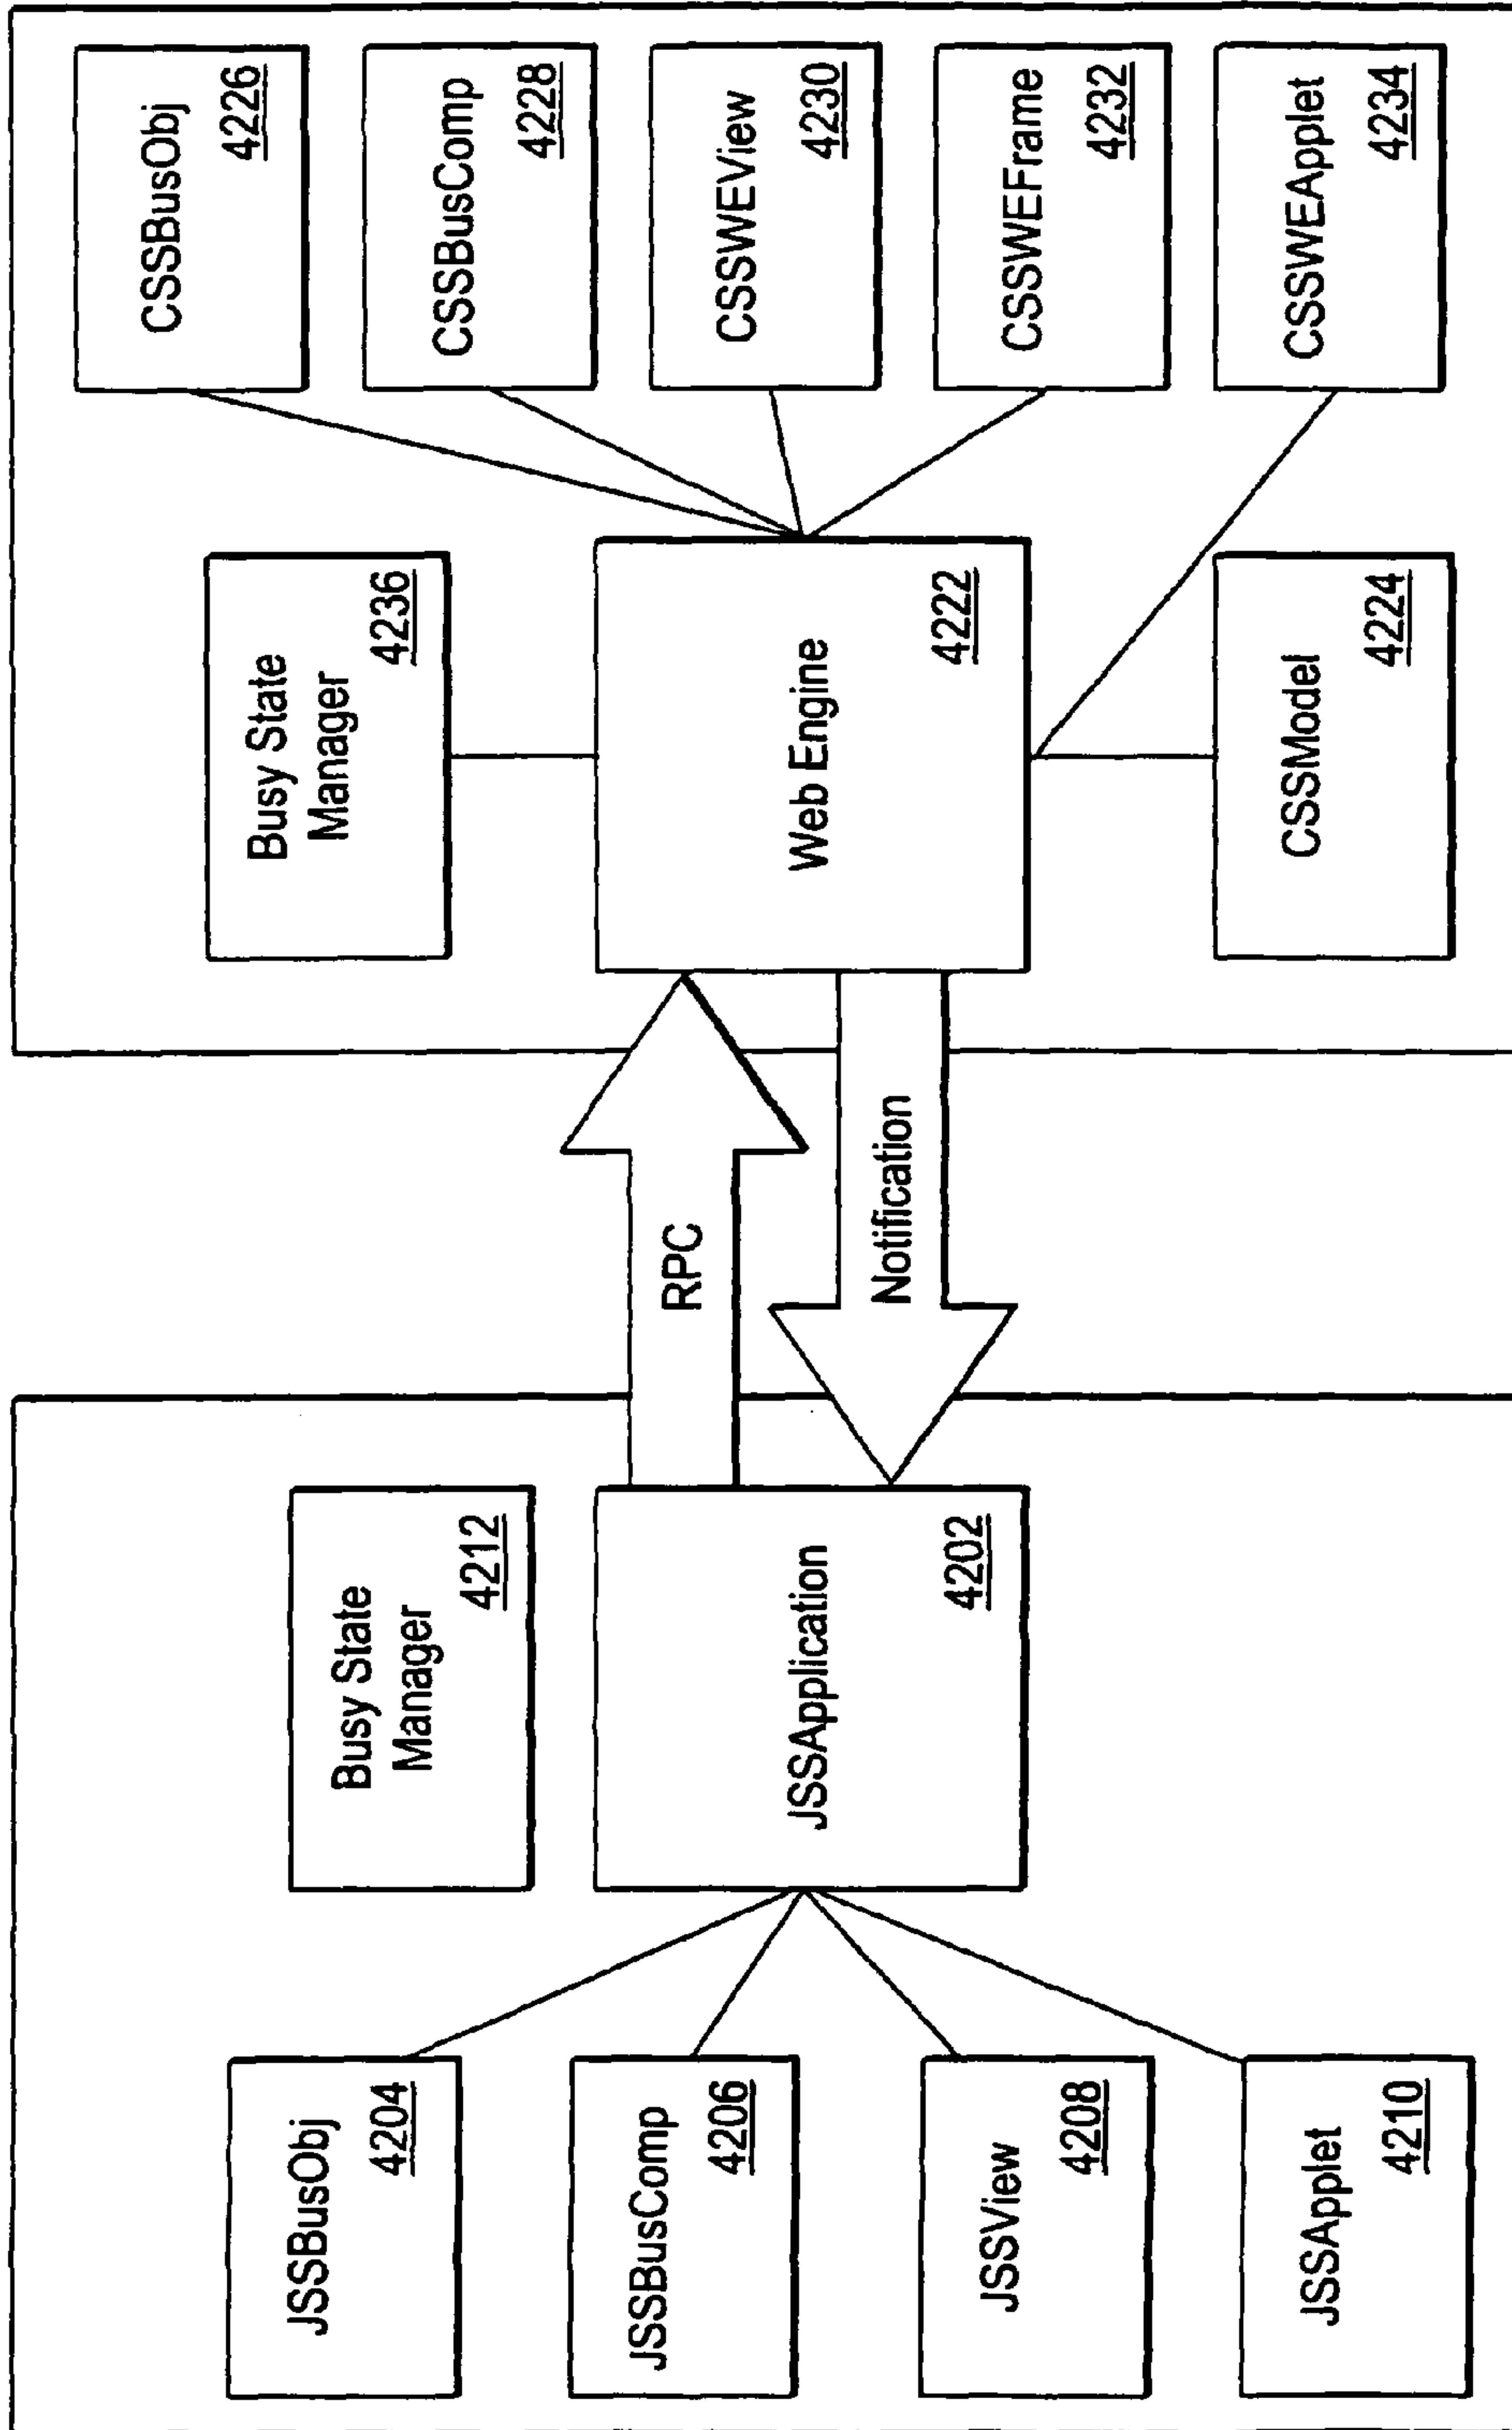 JSSBusObj
4204
JSSBusComp
4206
JSSView
4208
JSSApplet
4210
Busy State
Manager
4212
JSSApplication
4202
RPC
Notification
Busy State
Manager
4236
Web Engine
4222
CSSModel
4224
CSSBusObj
4226
CSSBusComp
4228
CSSWEView
4230
CSSWEFrame
4232
CSSWEApplet
4234